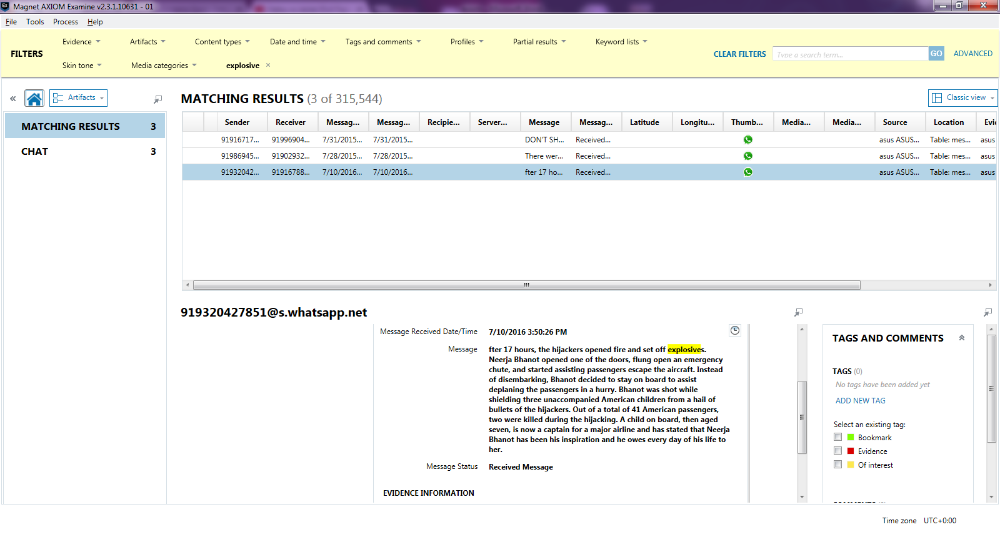 Magnet AXIOM Examine v2.3.1.10631 - 01
File Tools Process Help
FILTERS
Evidence Artifacts Content types Date and time Tags and comments Profiles Partial results Keyword lists
Skin tone Media categories explosive ×
CLEAR FILTERS Type a search term... GO ADVANCED
« Artifacts
MATCHING RESULTS (3 of 315,544)
Classic view
MATCHING RESULTS 3
CHAT 3
Sender Receiver Messag... Messag... Recipie... Server... Message Messag... Latitude Longitu... Thumb... Media... Media... Source Location Evi
91916717... 91996904... 7/31/2015... 7/31/2015... DON'T SH... Received... asus ASUS... Table: mes... asus
91986945... 91902932... 7/28/2015... 7/28/2015... There wer... Received... asus ASUS... Table: mes... asus
91932042... 91916788... 7/10/2016... 7/10/2016... fter 17 ho... Received... asus ASUS... Table: mes... asus
919320427851@s.whatsapp.net
Message Received Date/Time 7/10/2016 3:50:26 PM
Message fter 17 hours, the hijackers opened fire and set off explosives.
Neerja Bhanot opened one of the doors, flung open an emergency
chute, and started assisting passengers escape the aircraft. Instead
of disembarking, Bhanot decided to stay on board to assist
deplaning the passengers in a hurry. Bhanot was shot while
shielding three unaccompanied American children from a hail of
bullets of the hijackers. Out of a total of 41 American passengers,
two were killed during the hijacking. A child on board, then aged
seven, is now a captain for a major airline and has stated that Neerja
Bhanot has been his inspiration and he owes every day of his life to
her.
Message Status Received Message
EVIDENCE INFORMATION
TAGS AND COMMENTS
TAGS (0)
No tags have been added yet
ADD NEW TAG
Select an existing tag:
Bookmark
Evidence
Of interest
Time zone UTC+0:00